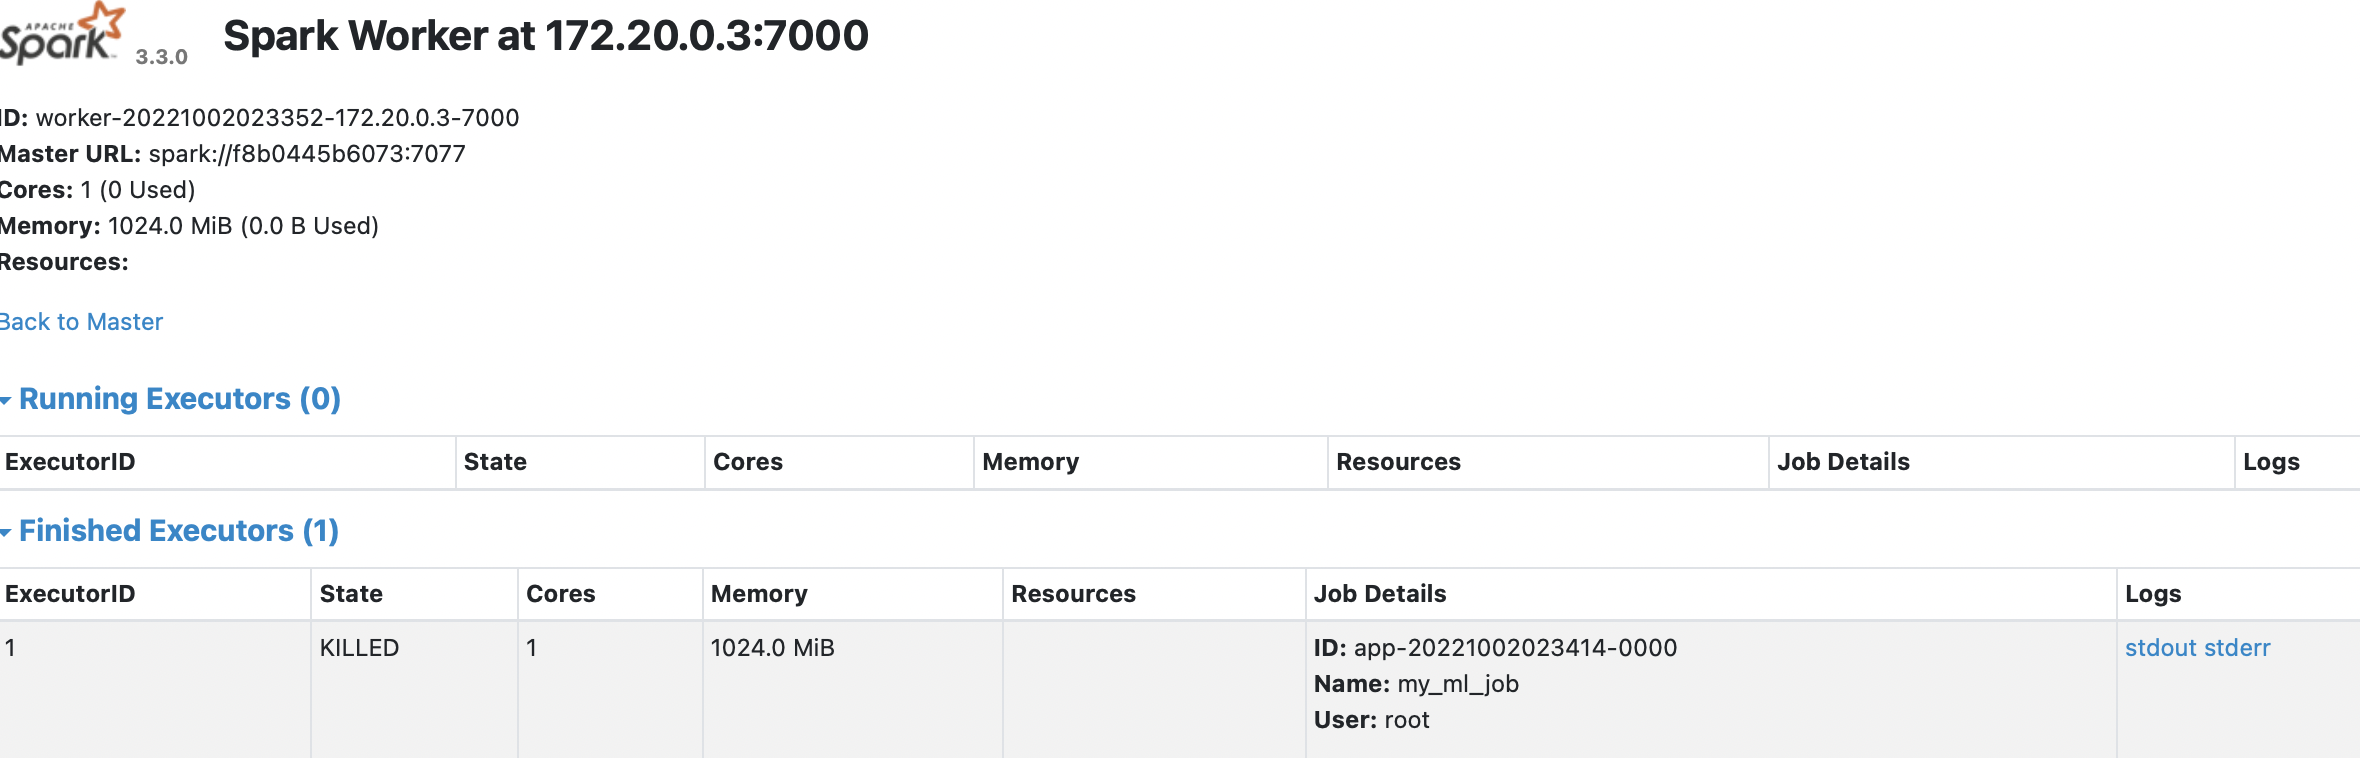 APACHE
Spark 3.3.0 Spark Worker at 172.20.0.3:7000
ID: worker-20221002023352-172.20.0.3-7000
Master URL: spark://f8b0445b6073:7077
Cores: 1 (0 Used)
Memory: 1024.0 MiB (0.0 B Used)
Resources:
Back to Master
Running Executors (0)
ExecutorID State Cores Memory Resources Job Details Logs
Finished Executors (1)
ExecutorID State Cores Memory Resources Job Details Logs
1 KILLED 1 1024.0 MiB ID: app-20221002023414-0000 stdout stderr
Name: my_ml_job
User: root